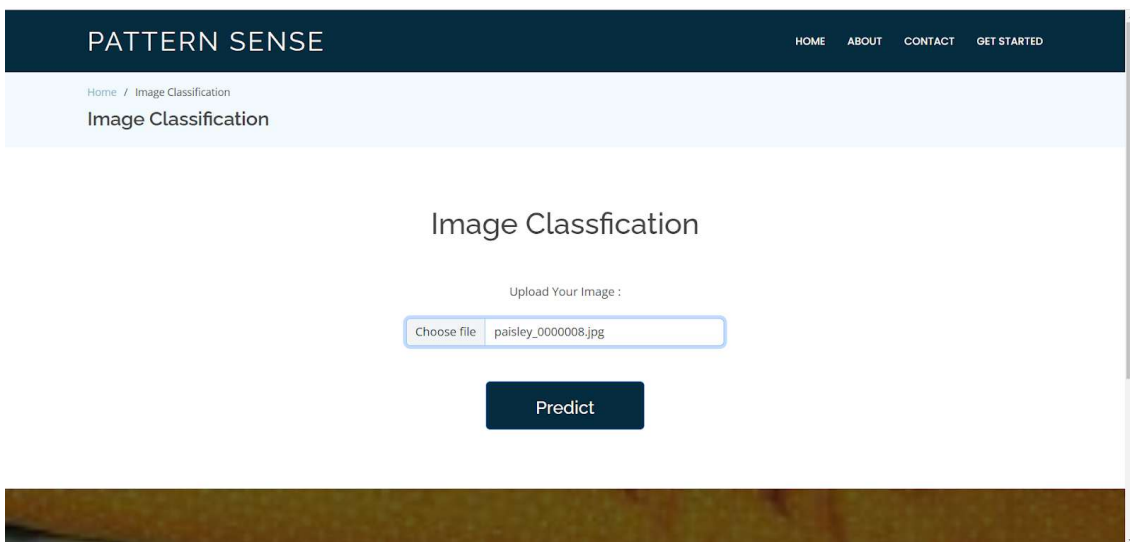 PATTERN SENSE
HOME ABOUT CONTACT GET STARTED
Home / Image Classification
Image Classification
Image Classfication
Upload Your Image :
Choose file paisley_0000008.jpg
Predict